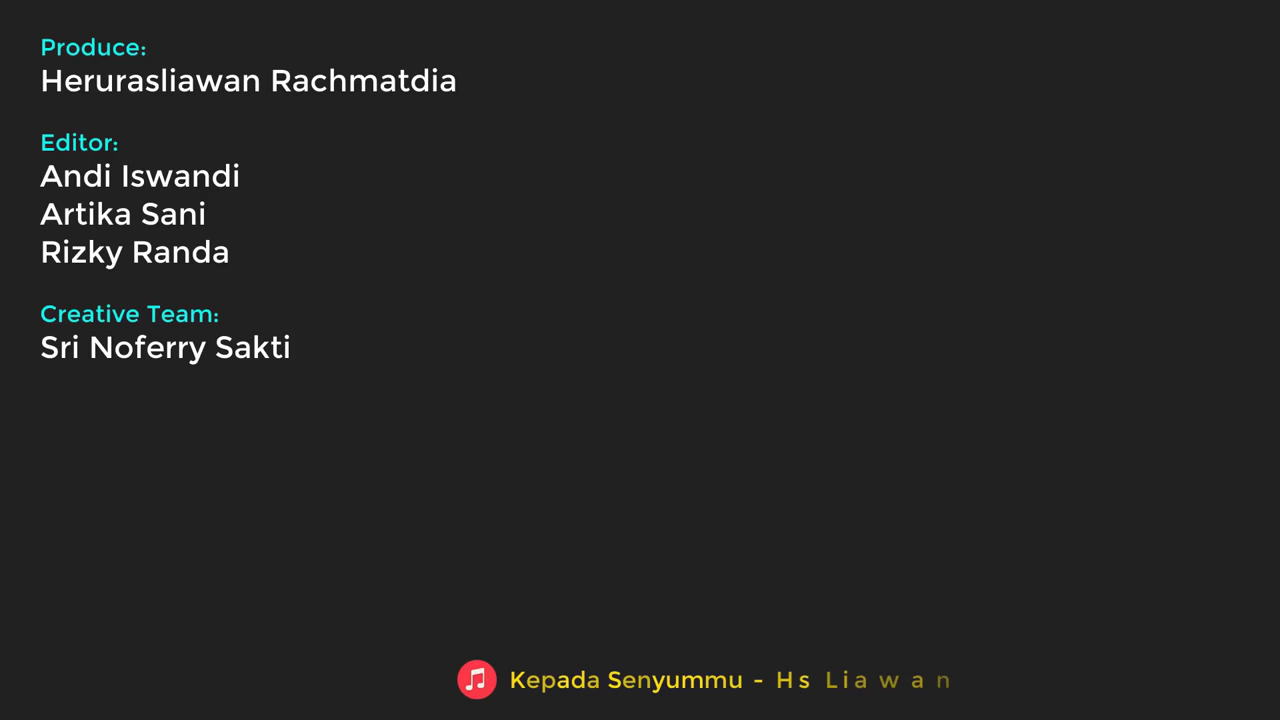 Produce:
Herurasliawan Rachmatdia
Editor:
Andi Iswandi
Artika Sani
Rizky Randa
Creative Team:
Sri Noferry Sakti
Kepada Senyummu - Hs Liawan